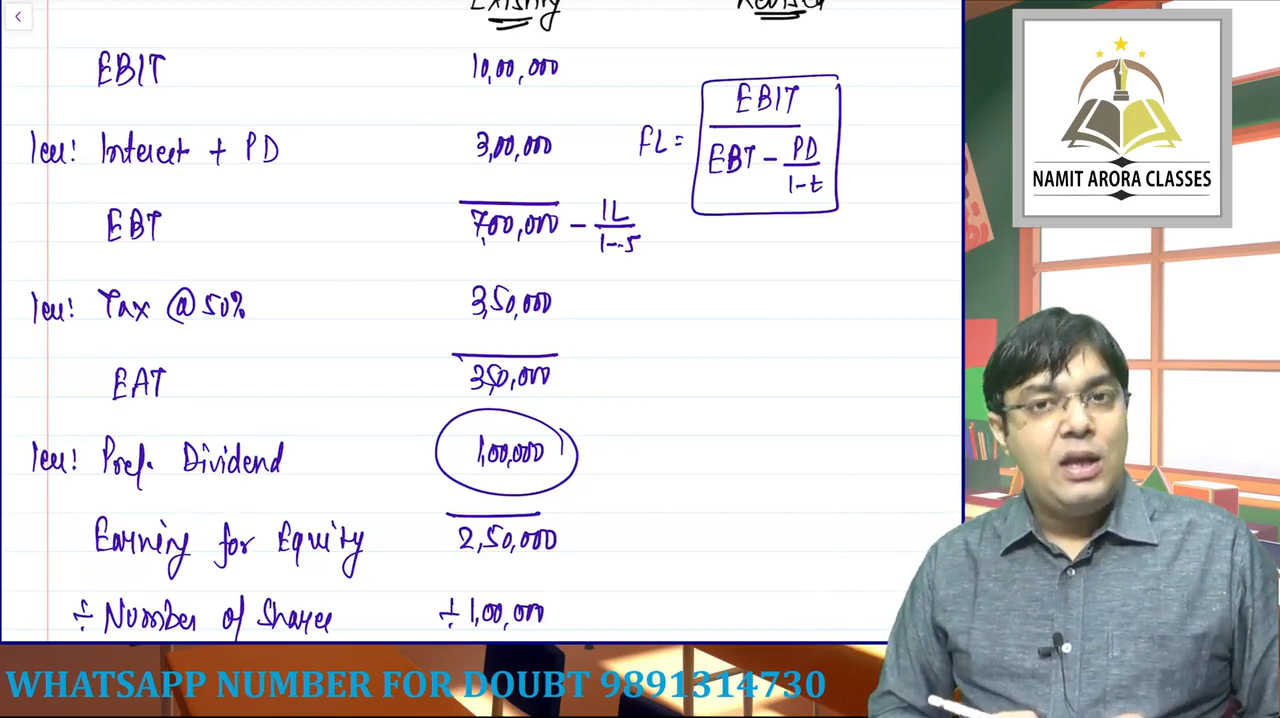 Existing Revised
EBIT 10,00,000
less: Interest + PD 3,00,000
EBT 7,00,000 - 1L / 1-.5
less: Tax @ 50% 3,50,000
EAT 3,50,000
less: Pref. Dividend 1,00,000
Earning for Equity 2,50,000
÷ Number of Shares ÷ 1,00,000
FL = EBIT / EBT - PD / 1-t
NAMIT ARORA CLASSES
WHATSAPP NUMBER FOR DOUBT 9891314730